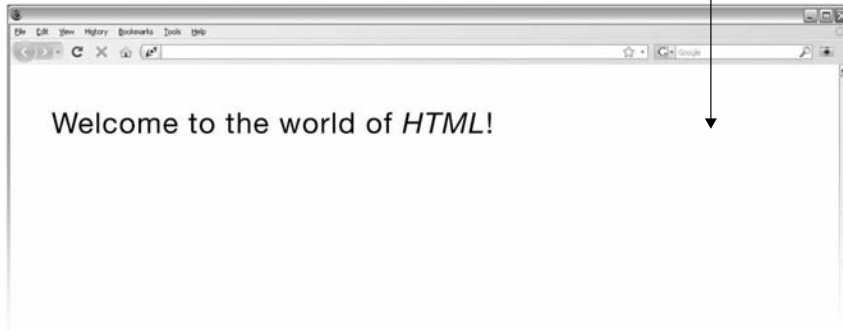 File Edit View History Bookmarks Tools Help
Google
Welcome to the world of HTML!